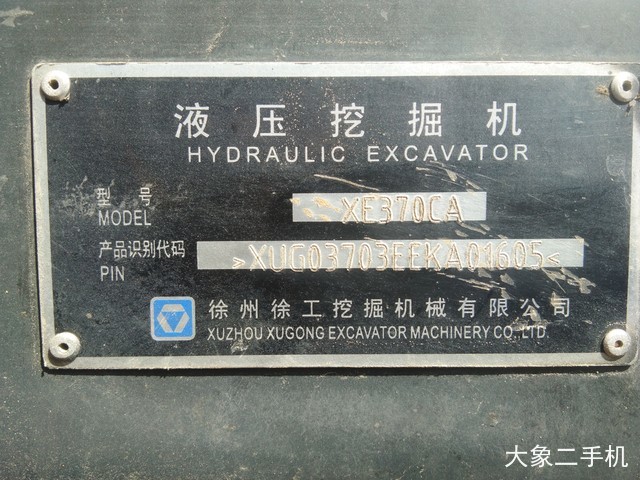 液压挖掘机
HYDRAULIC EXCAVATOR
型号 XE370CA
MODEL
产品识别代码 >XUG03703EEKA01605<
PIN
徐州徐工挖掘机械有限公司
XUZHOU XUGONG EXCAVATOR MACHINERY CO.,LTD.
大象二手机